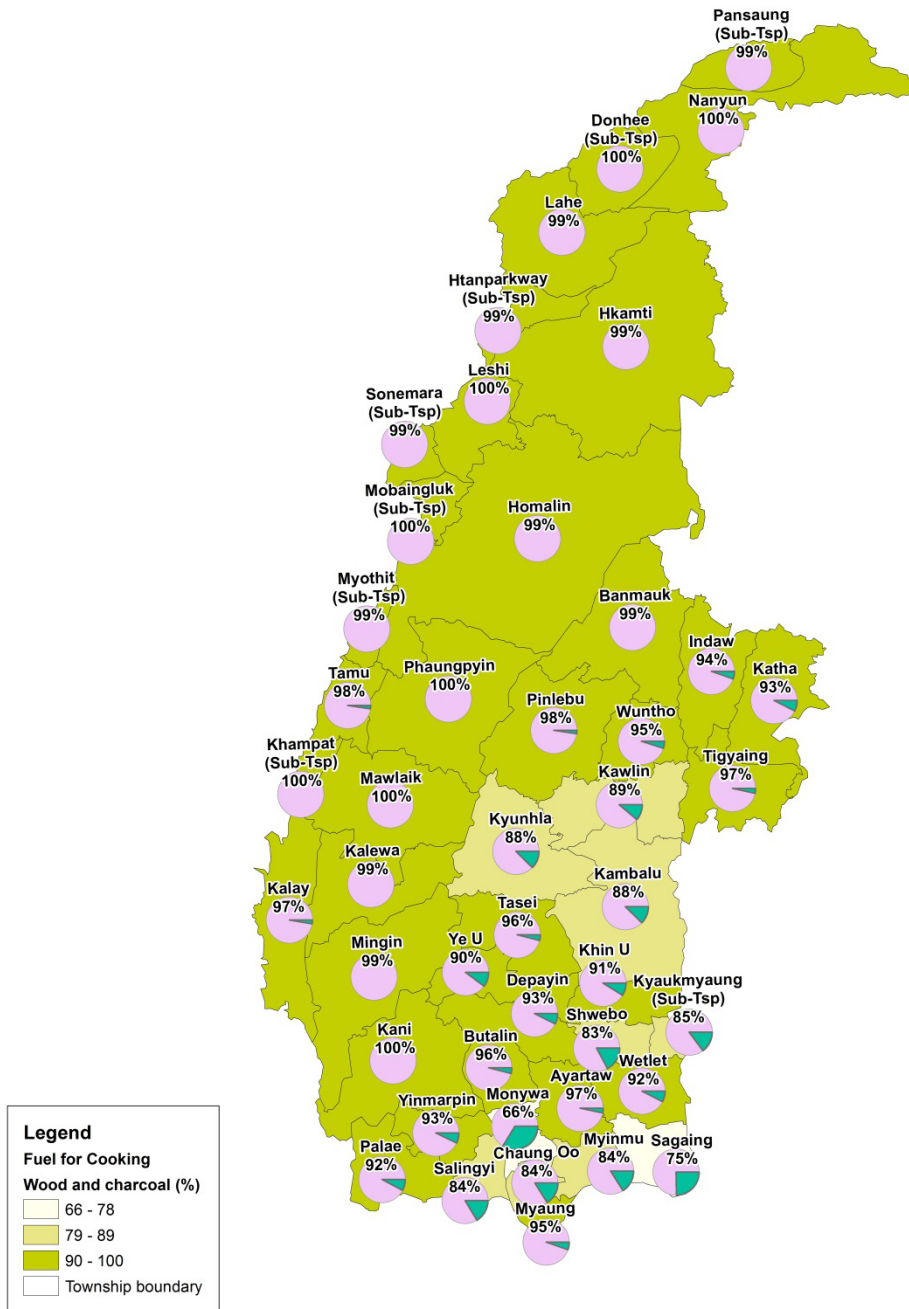 Pansaung
(Sub-Tsp)
99%
Nanyun
100%
Donhee
(Sub-Tsp)
100%
Lahe
99%
Htanparkway
(Sub-Tsp)
99%
Hkamti
99%
Leshi
100%
Sonemara
(Sub-Tsp)
99%
Mobaingluk
(Sub-Tsp)
100%
Homalin
99%
Myothit
(Sub-Tsp)
99%
Banmauk
99%
Indaw
94%
Katha
93%
Tamu
98%
Phaungpyin
100%
Pinlebu
98%
Wuntho
95%
Khampat
(Sub-Tsp)
100%
Mawlaik
100%
Tigyaing
97%
Kawlin
89%
Kyunhla
88%
Kalewa
99%
Kambalu
88%
Kalay
97%
Tasei
96%
Mingin
99%
Ye U
90%
Khin U
91%
Depayin
93%
Kyaukmyaung
(Sub-Tsp)
85%
Shwebo
83%
Kani
100%
Butalin
96%
Wetlet
92%
Ayartaw
97%
Monywa
66%
Yinmarpin
93%
Palae
92%
Salingyi
84%
Chaung Oo
84%
Myinmu
84%
Sagaing
75%
Myaung
95%
Legend
Fuel for Cooking
Wood and charcoal (%)
66 - 78
79 - 89
90 - 100
Township boundary